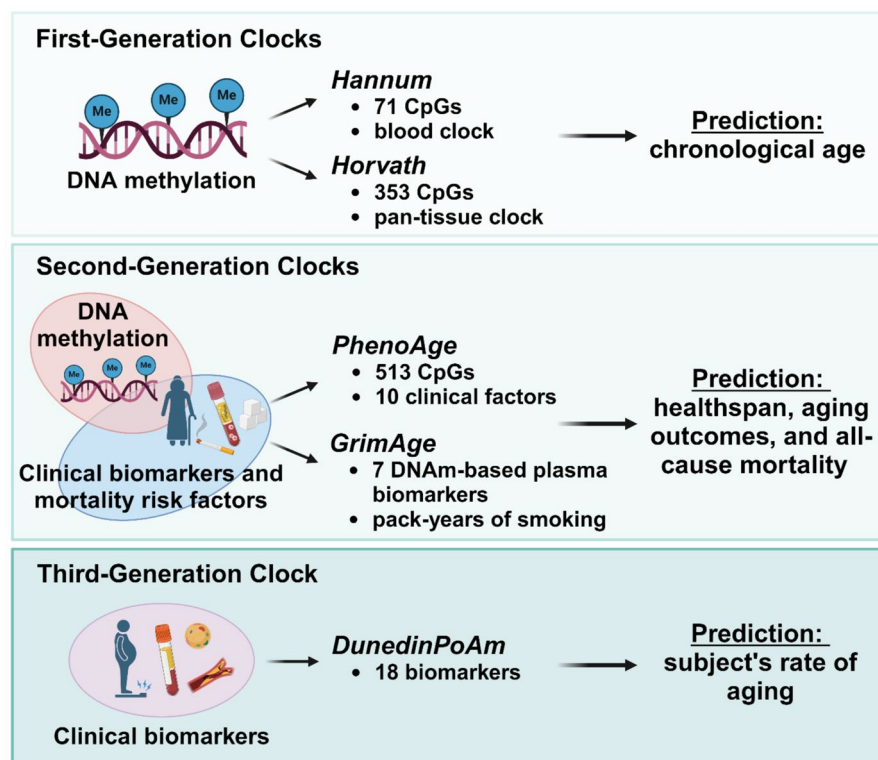 First-Generation Clocks
Me
Me
Me
DNA methylation
Hannum
• 71 CpGs
• blood clock
Horvath
• 353 CpGs
• pan-tissue clock
Prediction:
chronological age
Second-Generation Clocks
DNA
methylation
Me
Me
Me
Clinical biomarkers and
mortality risk factors
PhenoAge
• 513 CpGs
• 10 clinical factors
GrimAge
• 7 DNAm-based plasma
biomarkers
• pack-years of smoking
Prediction:
healthspan, aging
outcomes, and all-
cause mortality
Third-Generation Clock
Clinical biomarkers
DunedinPoAm
• 18 biomarkers
Prediction:
subject's rate of
aging